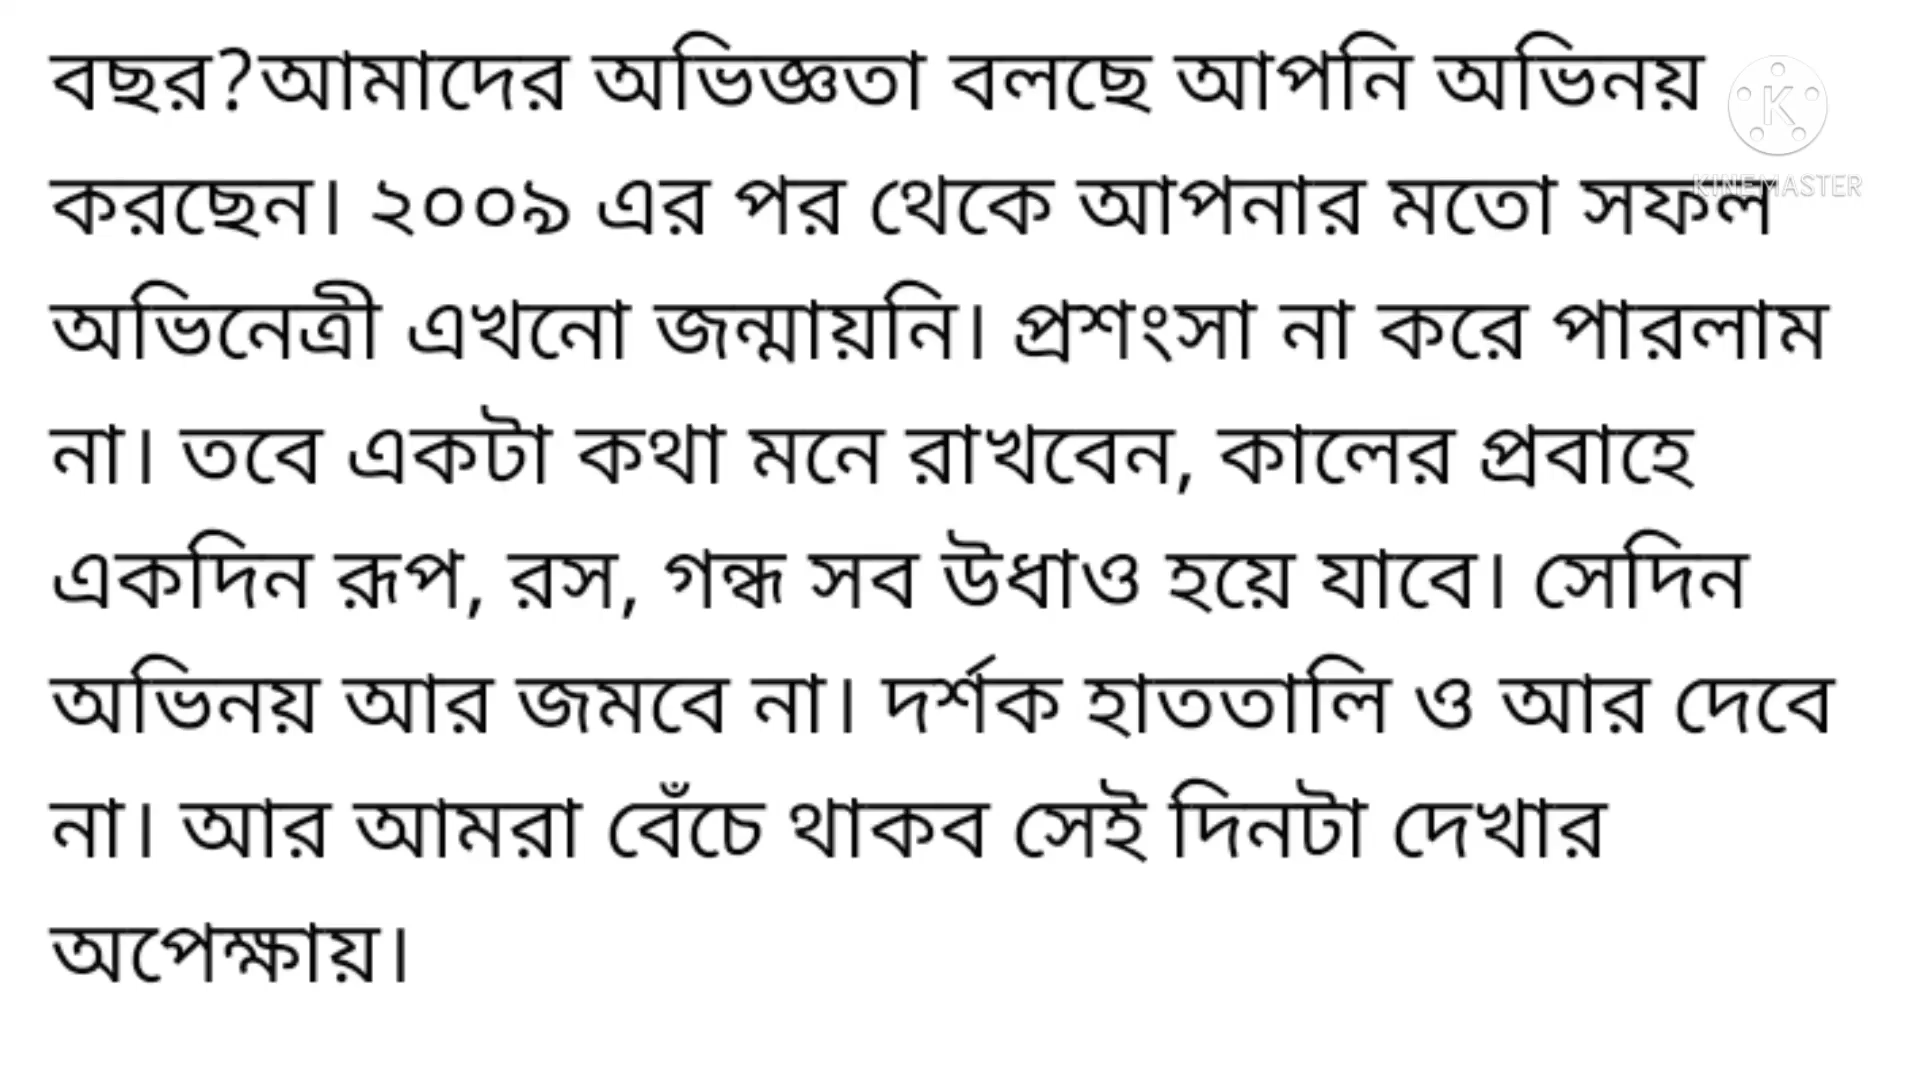 বছর?আমাদের অভিজ্ঞতা বলছে আপনি অভিনয়
করছেন। ২০০৯ এর পর থেকে আপনার মতো সফল
KINEMASTER
অভিনেত্রী এখনো জন্মায়নি। প্রশংসা না করে পারলাম
না। তবে একটা কথা মনে রাখবেন, কালের প্রবাহে
একদিন রূপ, রস, গন্ধ সব উধাও হয়ে যাবে। সেদিন
অভিনয় আর জমবে না। দর্শক হাততালি ও আর দেবে
না। আর আমরা বেঁচে থাকব সেই দিনটা দেখার
অপেক্ষায়।